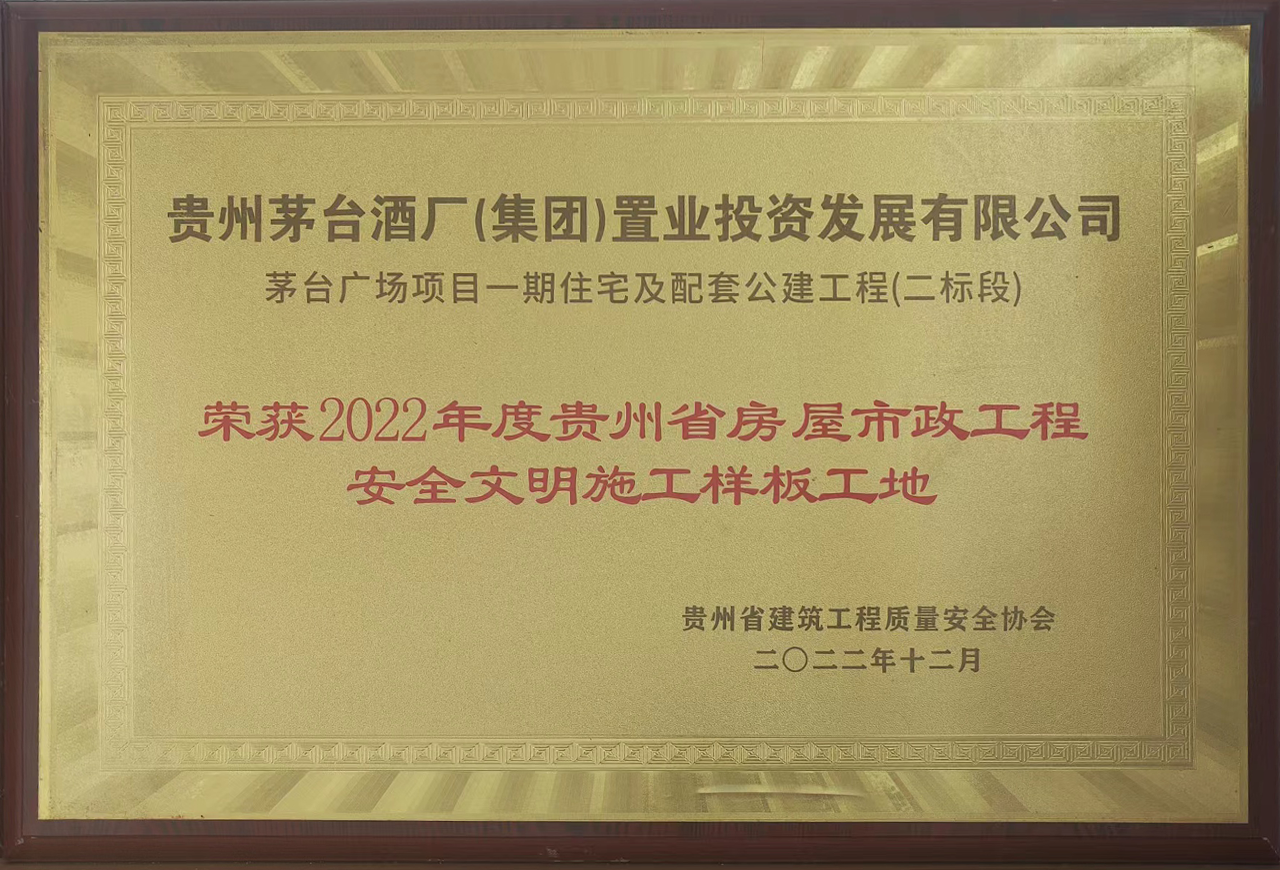 贵州茅台酒厂(集团)置业投资发展有限公司
茅台广场项目一期住宅及配套公建工程(二标段)
荣获2022年度贵州省房屋市政工程
安全文明施工样板工地
贵州省建筑工程质量安全协会
二〇二二年十二月